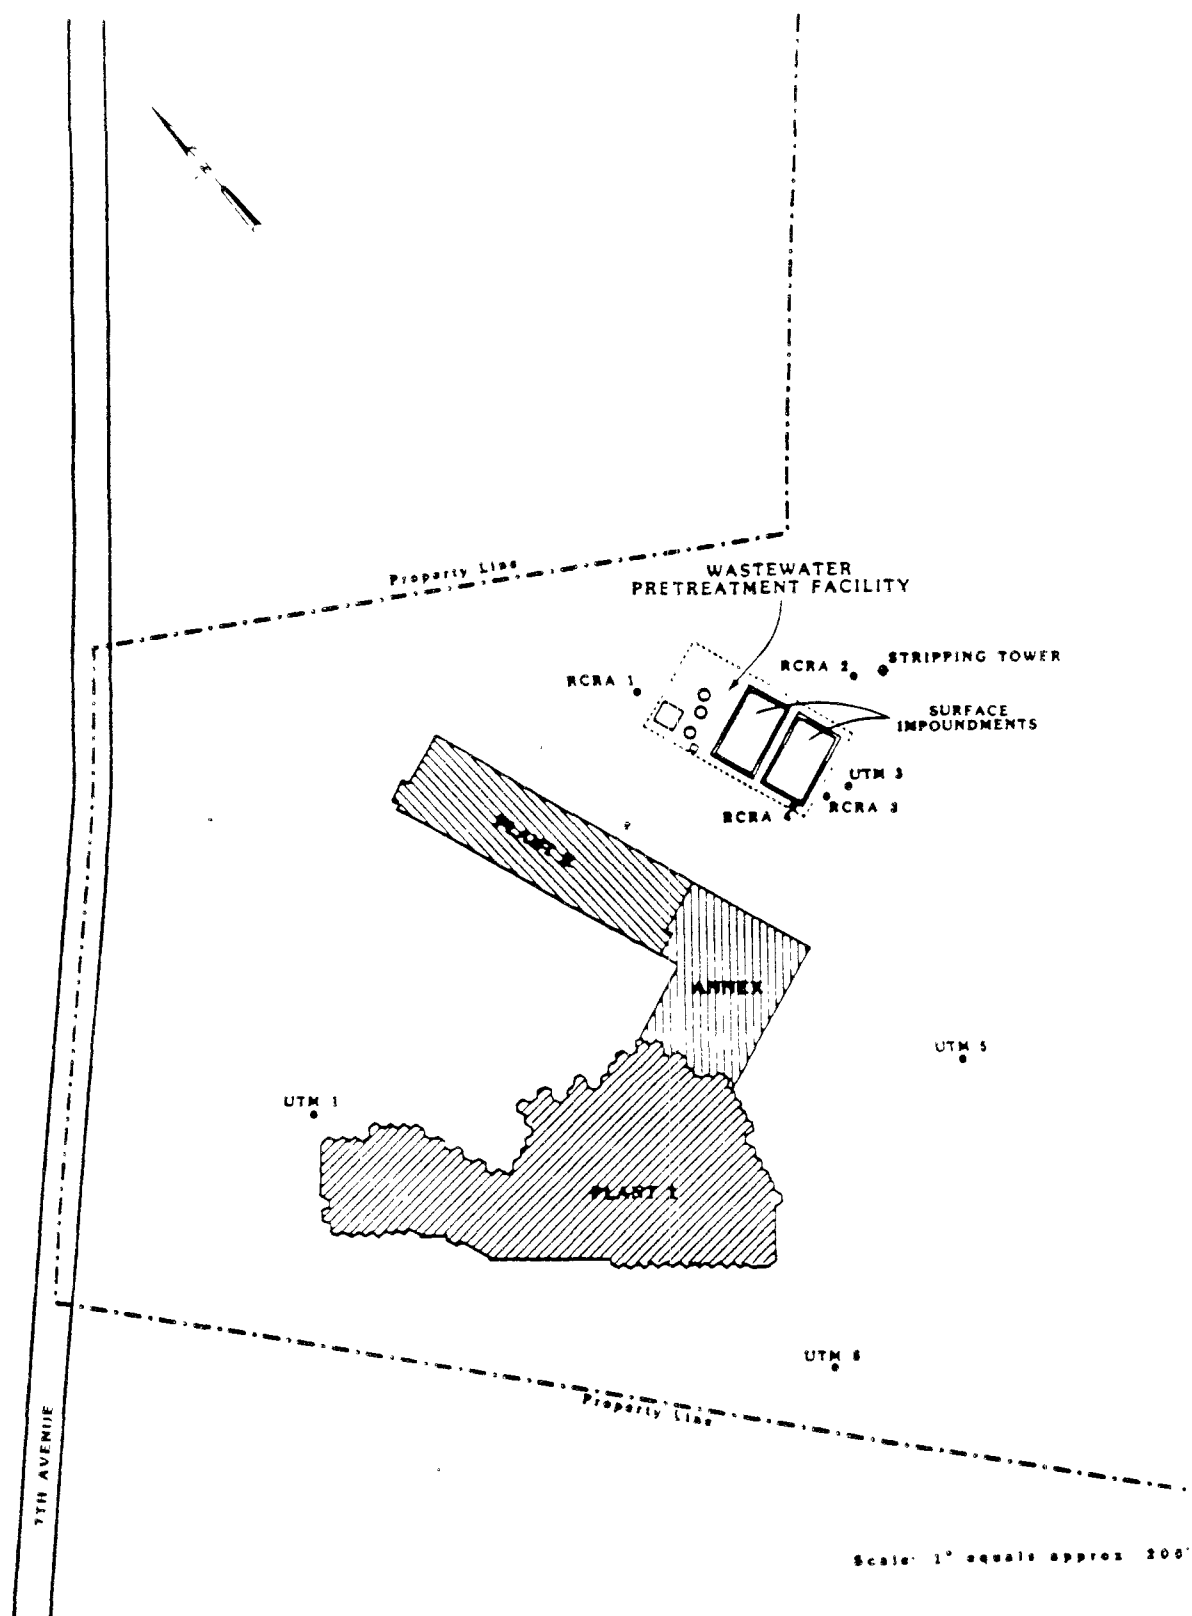 N
Property Line
WASTEWATER
PRETREATMENT FACILITY
RCRA 1
RCRA 2
STRIPPING TOWER
SURFACE
IMPOUNDMENTS
UTM 3
RCRA 3
RCRA 4
PLANT 2
ANNEX
UTM 5
UTM 1
PLANT 1
UTM 6
Property Line
7TH AVENUE
Scale: 1" equals approx